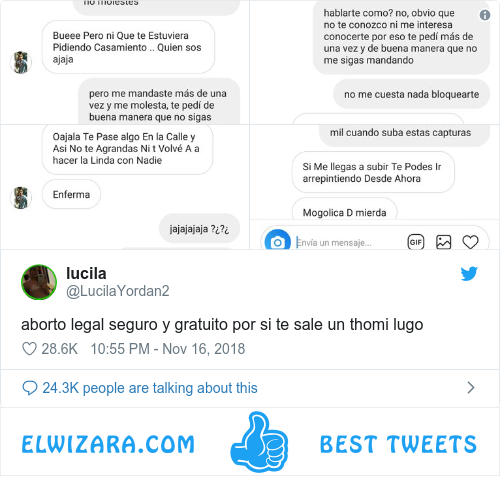 no molestes
Bueee Pero ni Que te Estuviera
Pidiendo Casamiento .. Quien sos
ajaja
pero me mandaste más de una
vez y me molesta, te pedí de
buena manera que no sigas
hablarte como? no, obvio que
no te conozco ni me interesa
conocerte por eso te pedí más de
una vez y de buena manera que no
me sigas mandando
no me cuesta nada bloquearte
Oajala Te Pase algo En la Calle y
Asi No te Agrandas Ni t Volvé A a
hacer la Linda con Nadie
Enferma
jajajajaja ?¿?¿
mil cuando suba estas capturas
Si Me llegas a subir Te Podes Ir
arrepintiendo Desde Ahora
Mogolica D mierda
Envía un mensaje...
GIF
lucila
@LucilaYordan2
aborto legal seguro y gratuito por si te sale un thomi lugo
28.6K 10:55 PM - Nov 16, 2018
24.3K people are talking about this
ELWIZARA.COM BEST TWEETS